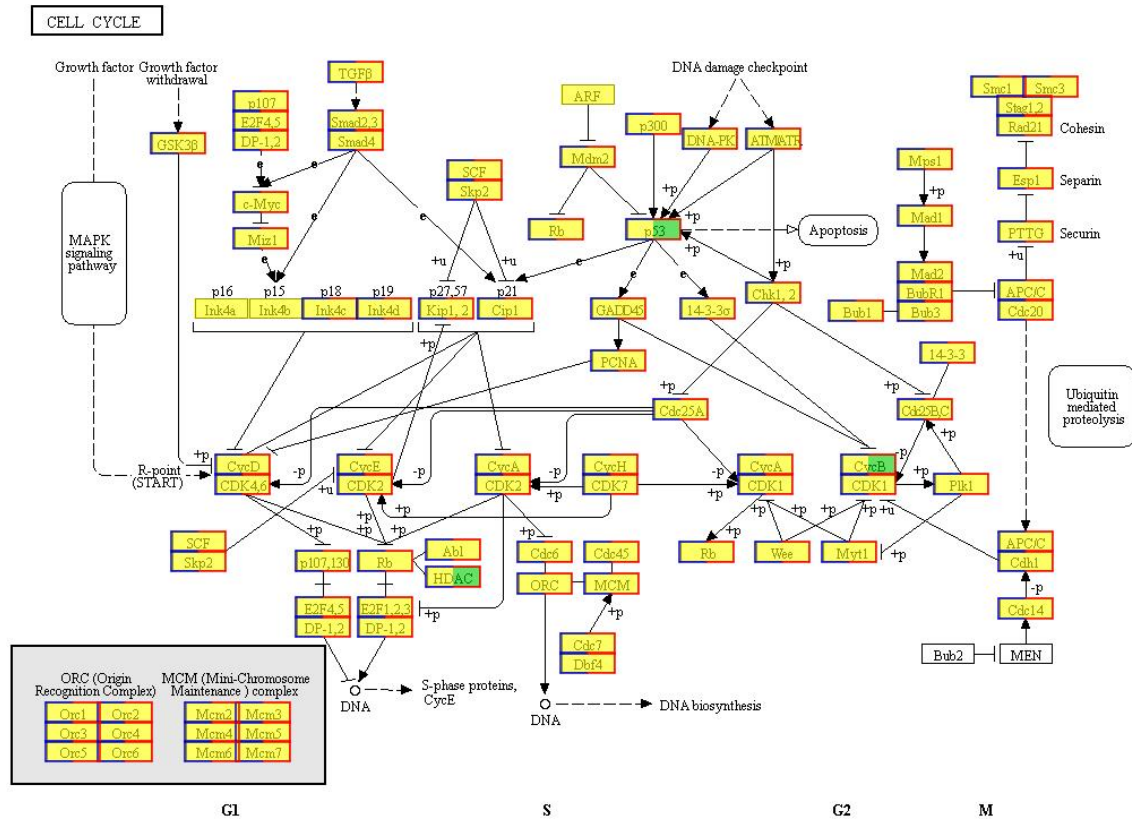 CELL CYCLE
Growth factor
Growth factor
withdrawal
TGFβ
DNA damage checkpoint
ARF
Smc1
Smc3
Stag1,2
Rad21
Cohesin
p107
E2F4,5
DP-1,2
Smad2,3
Smad4
p300
DNA-PK
ATM/ATR
GSK3β
Mdm2
Mps1
SCF
Skp2
Esp1
Separin
e
e
+p
c-Myc
Rb
p53
+p
+p
Mad1
MAPK
signaling
pathway
Apoptosis
PTTG
Securin
Miz1
e
e
+u
+u
e
e
e
+p
+u
Mad2
BubR1
Bub3
Bub1
APC/C
Cdc20
p16
p15
p18
p19
p27,57
p21
Ink4a
Ink4b
Ink4c
Ink4d
Kip1, 2
Cip1
GADD45
14-3-3σ
Chk1, 2
+p
PCNA
14-3-3
+p
+p
Cdc25A
Cdc25B,C
Ubiquitin
mediated
proteolysis
+p
+p
R-point
(START)
CycD
CDK4,6
-p
CycE
CDK2
+u
-p
CycA
CDK2
-p
+p
CycH
CDK7
-p
+p
CycA
CDK1
CycB
CDK1
-p
+p
Plk1
+p
+p
+p
+p
+p
+p
+p
+p
+u
SCF
Skp2
p107,130
Rb
Abl
HDAC
Cdc6
ORC
Cdc45
MCM
Rb
Wee
Myt1
+p
APC/C
Cdh1
-p
E2F4,5
DP-1,2
E2F1,2,3
DP-1,2
+p
+p
Cdc7
Dbf4
Cdc14
Bub2
MEN
DNA
S-phase proteins,
CycE
DNA
DNA biosynthesis
ORC (Origin
Recognition Complex)
MCM (Mini-Chromosome
Maintenance ) complex
Orc1
Orc2
Mcm2
Mcm3
Orc3
Orc4
Mcm4
Mcm5
Orc5
Orc6
Mcm6
Mcm7
G1
S
G2
M